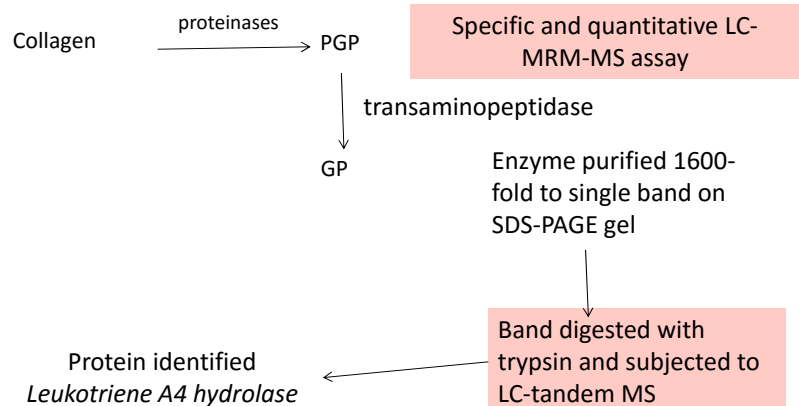 Collagen
proteinases
PGP
Specific and quantitative LC-
MRM-MS assay
transaminopeptidase
GP
Enzyme purified 1600-
fold to single band on
SDS-PAGE gel
Band digested with
trypsin and subjected to
LC-tandem MS
Protein identified
Leukotriene A4 hydrolase